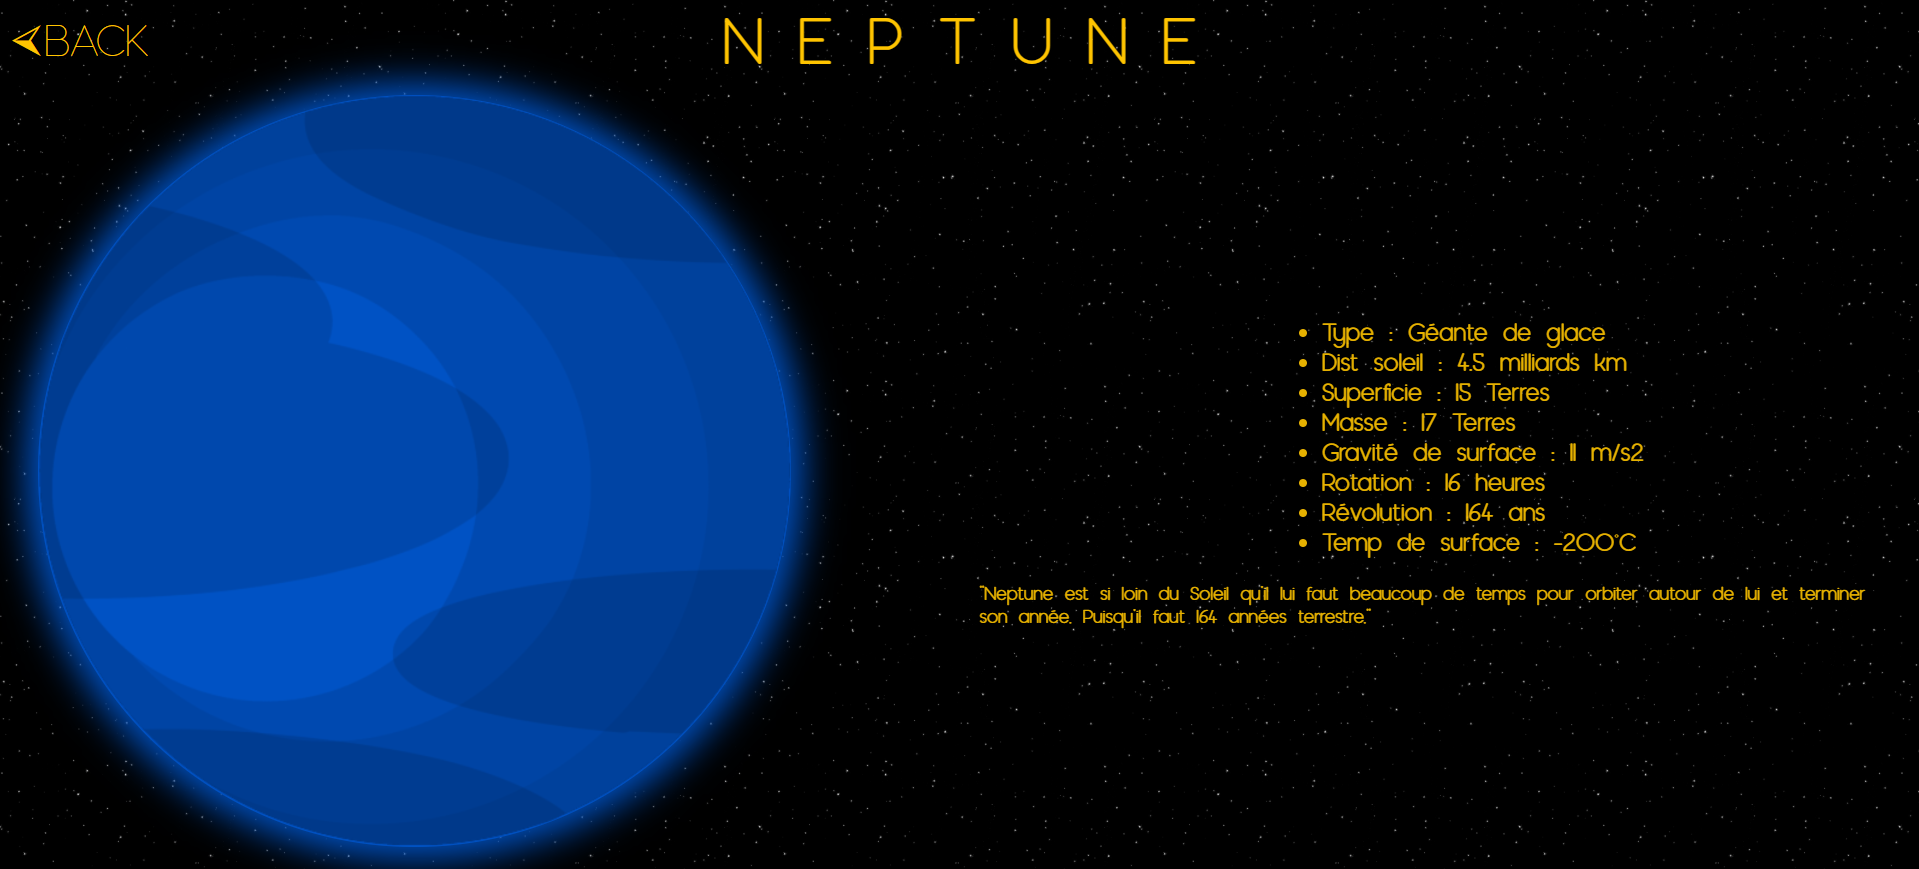 BACK
NEPTUNE
Type : Géante de glace
Dist soleil : 4.5 milliards km
Superficie : 15 Terres
Masse : 17 Terres
Gravité de surface : 11 m/s2
Rotation : 16 heures
Révolution : 164 ans
Temp de surface : -200°C
"Neptune est si loin du Soleil qu'il lui faut beaucoup de temps pour orbiter autour de lui et terminer
son année. Puisqu'il faut 164 années terrestre."